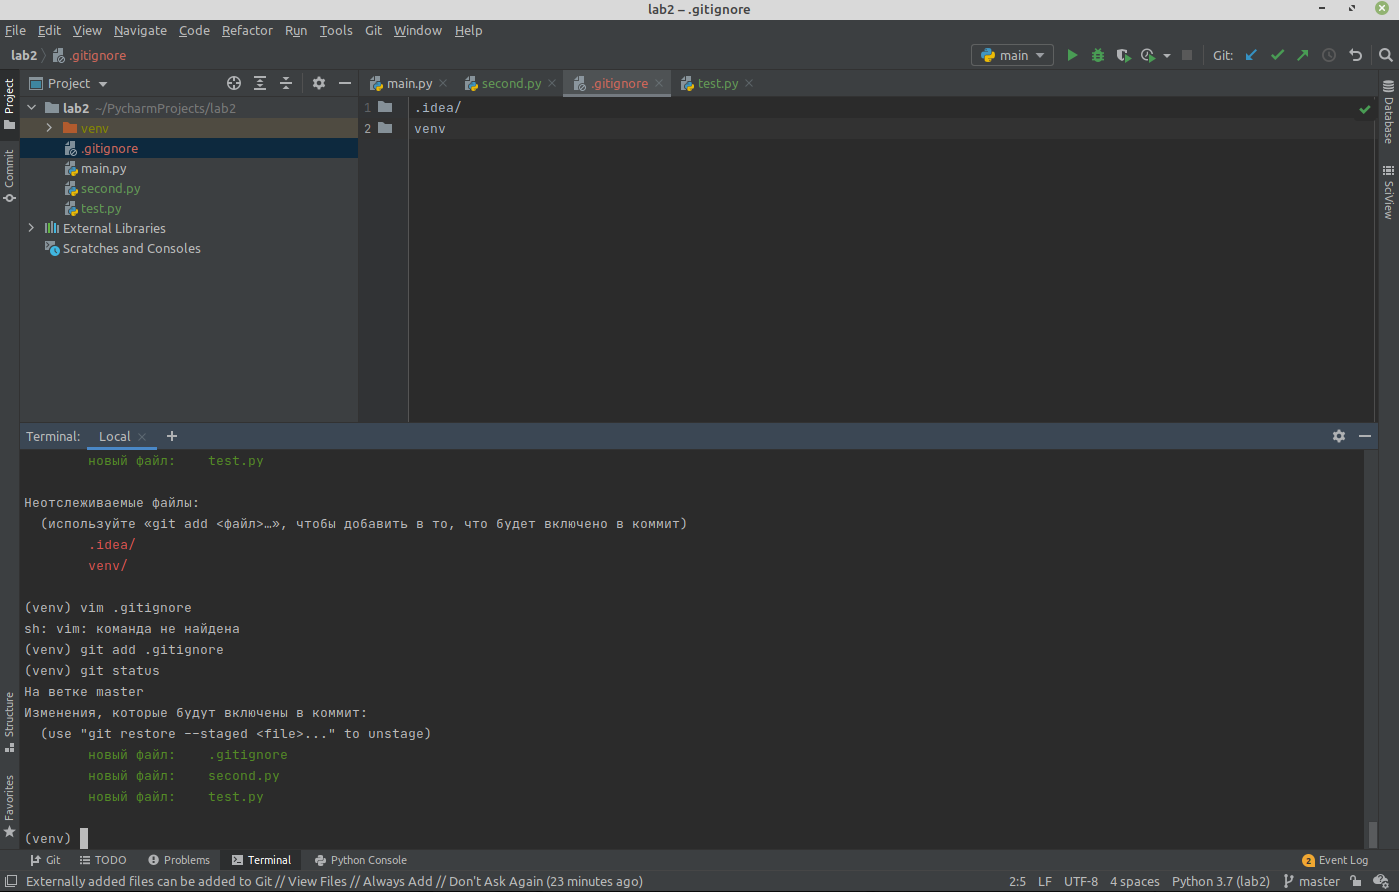 lab2 – .gitignore
File Edit View Navigate Code Refactor Run Tools Git Window Help
lab2 .gitignore main Git:
Project
main.py second.py .gitignore test.py
lab2 ~/PycharmProjects/lab2
venv
.gitignore
main.py
second.py
test.py
External Libraries
Scratches and Consoles
1 .idea/
2 venv
Project
Commit
Structure
Favorites
Database
SciView
Terminal: Local
новый файл: test.py
Неотслеживаемые файлы:
(используйте «git add <файл>…», чтобы добавить в то, что будет включено в коммит)
.idea/
venv/
(venv) vim .gitignore
sh: vim: команда не найдена
(venv) git add .gitignore
(venv) git status
На ветке master
Изменения, которые будут включены в коммит:
(use "git restore --staged <file>..." to unstage)
новый файл: .gitignore
новый файл: second.py
новый файл: test.py
(venv)
Git TODO Problems Terminal Python Console 2 Event Log
Externally added files can be added to Git // View Files // Always Add // Don't Ask Again (23 minutes ago) 2:5 LF UTF-8 4 spaces Python 3.7 (lab2) master